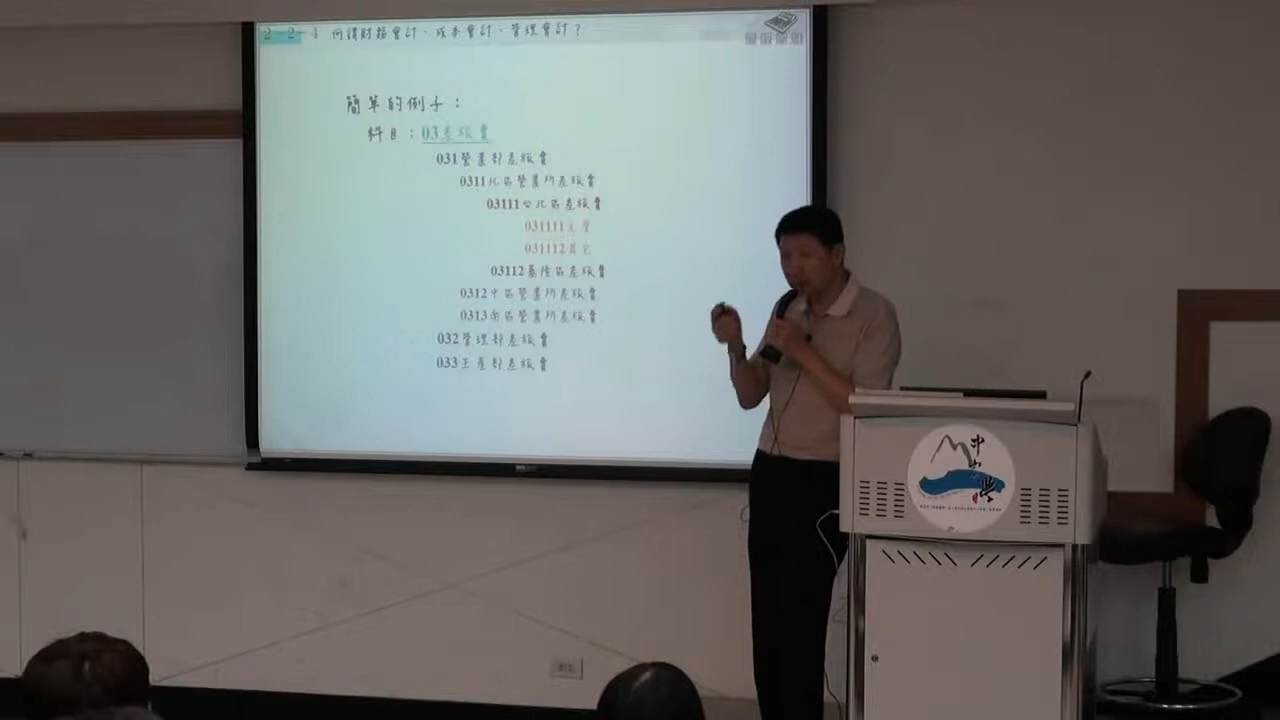 2-2-4 何謂財務會計、成本會計、管理會計?
簡單的例子:
科目:03差旅費
031營業部差旅費
0311北區營業所差旅費
03111台北區差旅費
031111主管
031112其它
03112基隆區差旅費
0312中區營業所差旅費
0313南區營業所差旅費
032管理部差旅費
033生產部差旅費
中山學